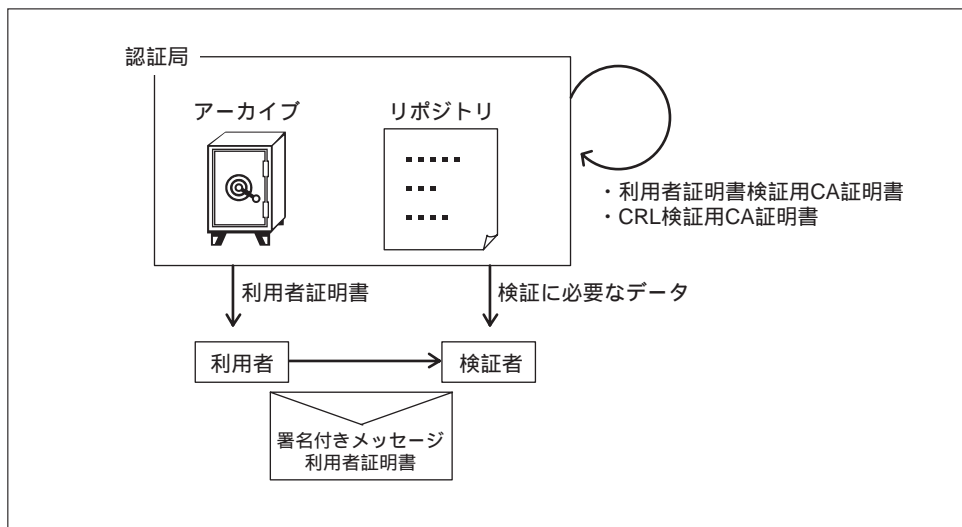 認証局
アーカイブ
リポジトリ
・利用者証明書検証用CA証明書
・CRL検証用CA証明書
利用者証明書
検証に必要なデータ
利用者
検証者
署名付きメッセージ
利用者証明書